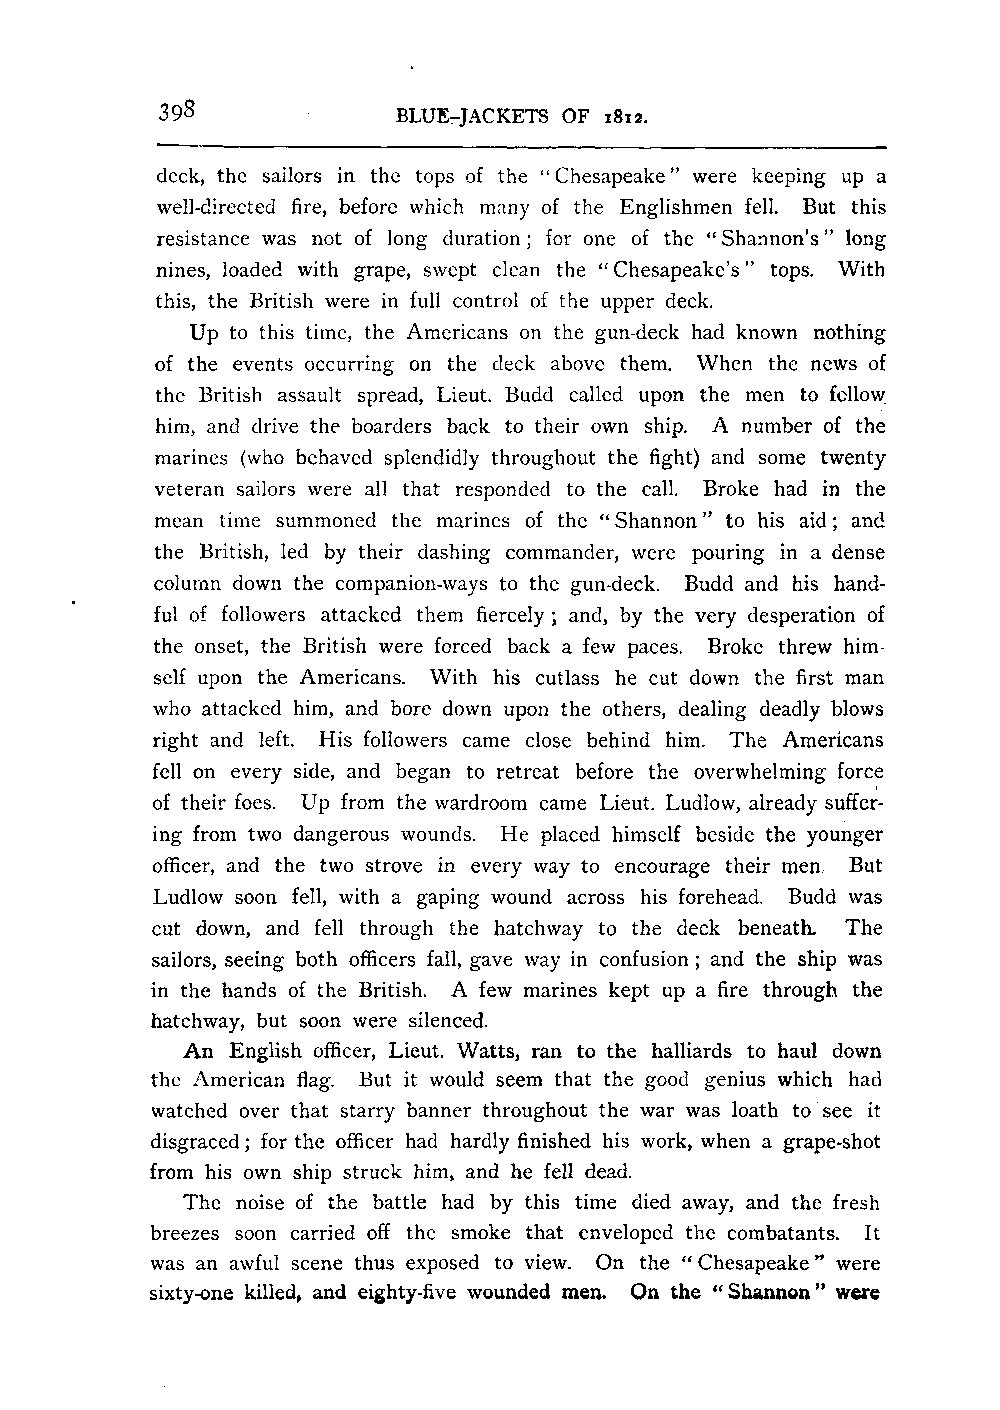 398 BLUE-JACKETS OF 1812.
deck, the sailors in the tops of the "Chesapeake" were keeping up a
well-directed fire, before which many of the Englishmen fell. But this
resistance was not of long duration; for one of the "Shannon's" long
nines, loaded with grape, swept clean the "Chesapeake's" tops. With
this, the British were in full control of the upper deck.
Up to this time, the Americans on the gun-deck had known nothing
of the events occurring on the deck above them. When the news of
the British assault spread, Lieut. Budd called upon the men to follow
him, and drive the boarders back to their own ship. A number of the
marines (who behaved splendidly throughout the fight) and some twenty
veteran sailors were all that responded to the call. Broke had in the
mean time summoned the marines of the "Shannon" to his aid; and
the British, led by their dashing commander, were pouring in a dense
column down the companion-ways to the gun-deck. Budd and his hand-
ful of followers attacked them fiercely; and, by the very desperation of
the onset, the British were forced back a few paces. Broke threw him-
self upon the Americans. With his cutlass he cut down the first man
who attacked him, and bore down upon the others, dealing deadly blows
right and left. His followers came close behind him. The Americans
fell on every side, and began to retreat before the overwhelming force
of their foes. Up from the wardroom came Lieut. Ludlow, already suffer-
ing from two dangerous wounds. He placed himself beside the younger
officer, and the two strove in every way to encourage their men. But
Ludlow soon fell, with a gaping wound across his forehead. Budd was
cut down, and fell through the hatchway to the deck beneath. The
sailors, seeing both officers fall, gave way in confusion; and the ship was
in the hands of the British. A few marines kept up a fire through the
hatchway, but soon were silenced.
An English officer, Lieut. Watts, ran to the halliards to haul down
the American flag. But it would seem that the good genius which had
watched over that starry banner throughout the war was loath to see it
disgraced; for the officer had hardly finished his work, when a grape-shot
from his own ship struck him, and he fell dead.
The noise of the battle had by this time died away, and the fresh
breezes soon carried off the smoke that enveloped the combatants. It
was an awful scene thus exposed to view. On the "Chesapeake" were
sixty-one killed, and eighty-five wounded men. On the "Shannon" were